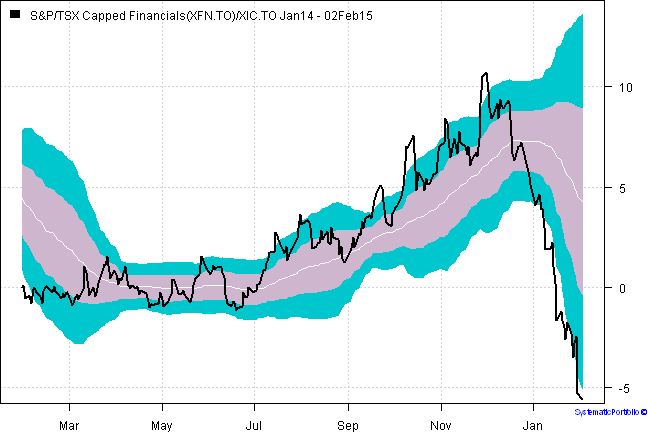 S&P/TSX Capped Financials(XFN.TO)/XIC.TO Jan14 - 02Feb15
10
5
0
-5
Mar May Jul Sep Nov Jan
SystematicPortfolio ©